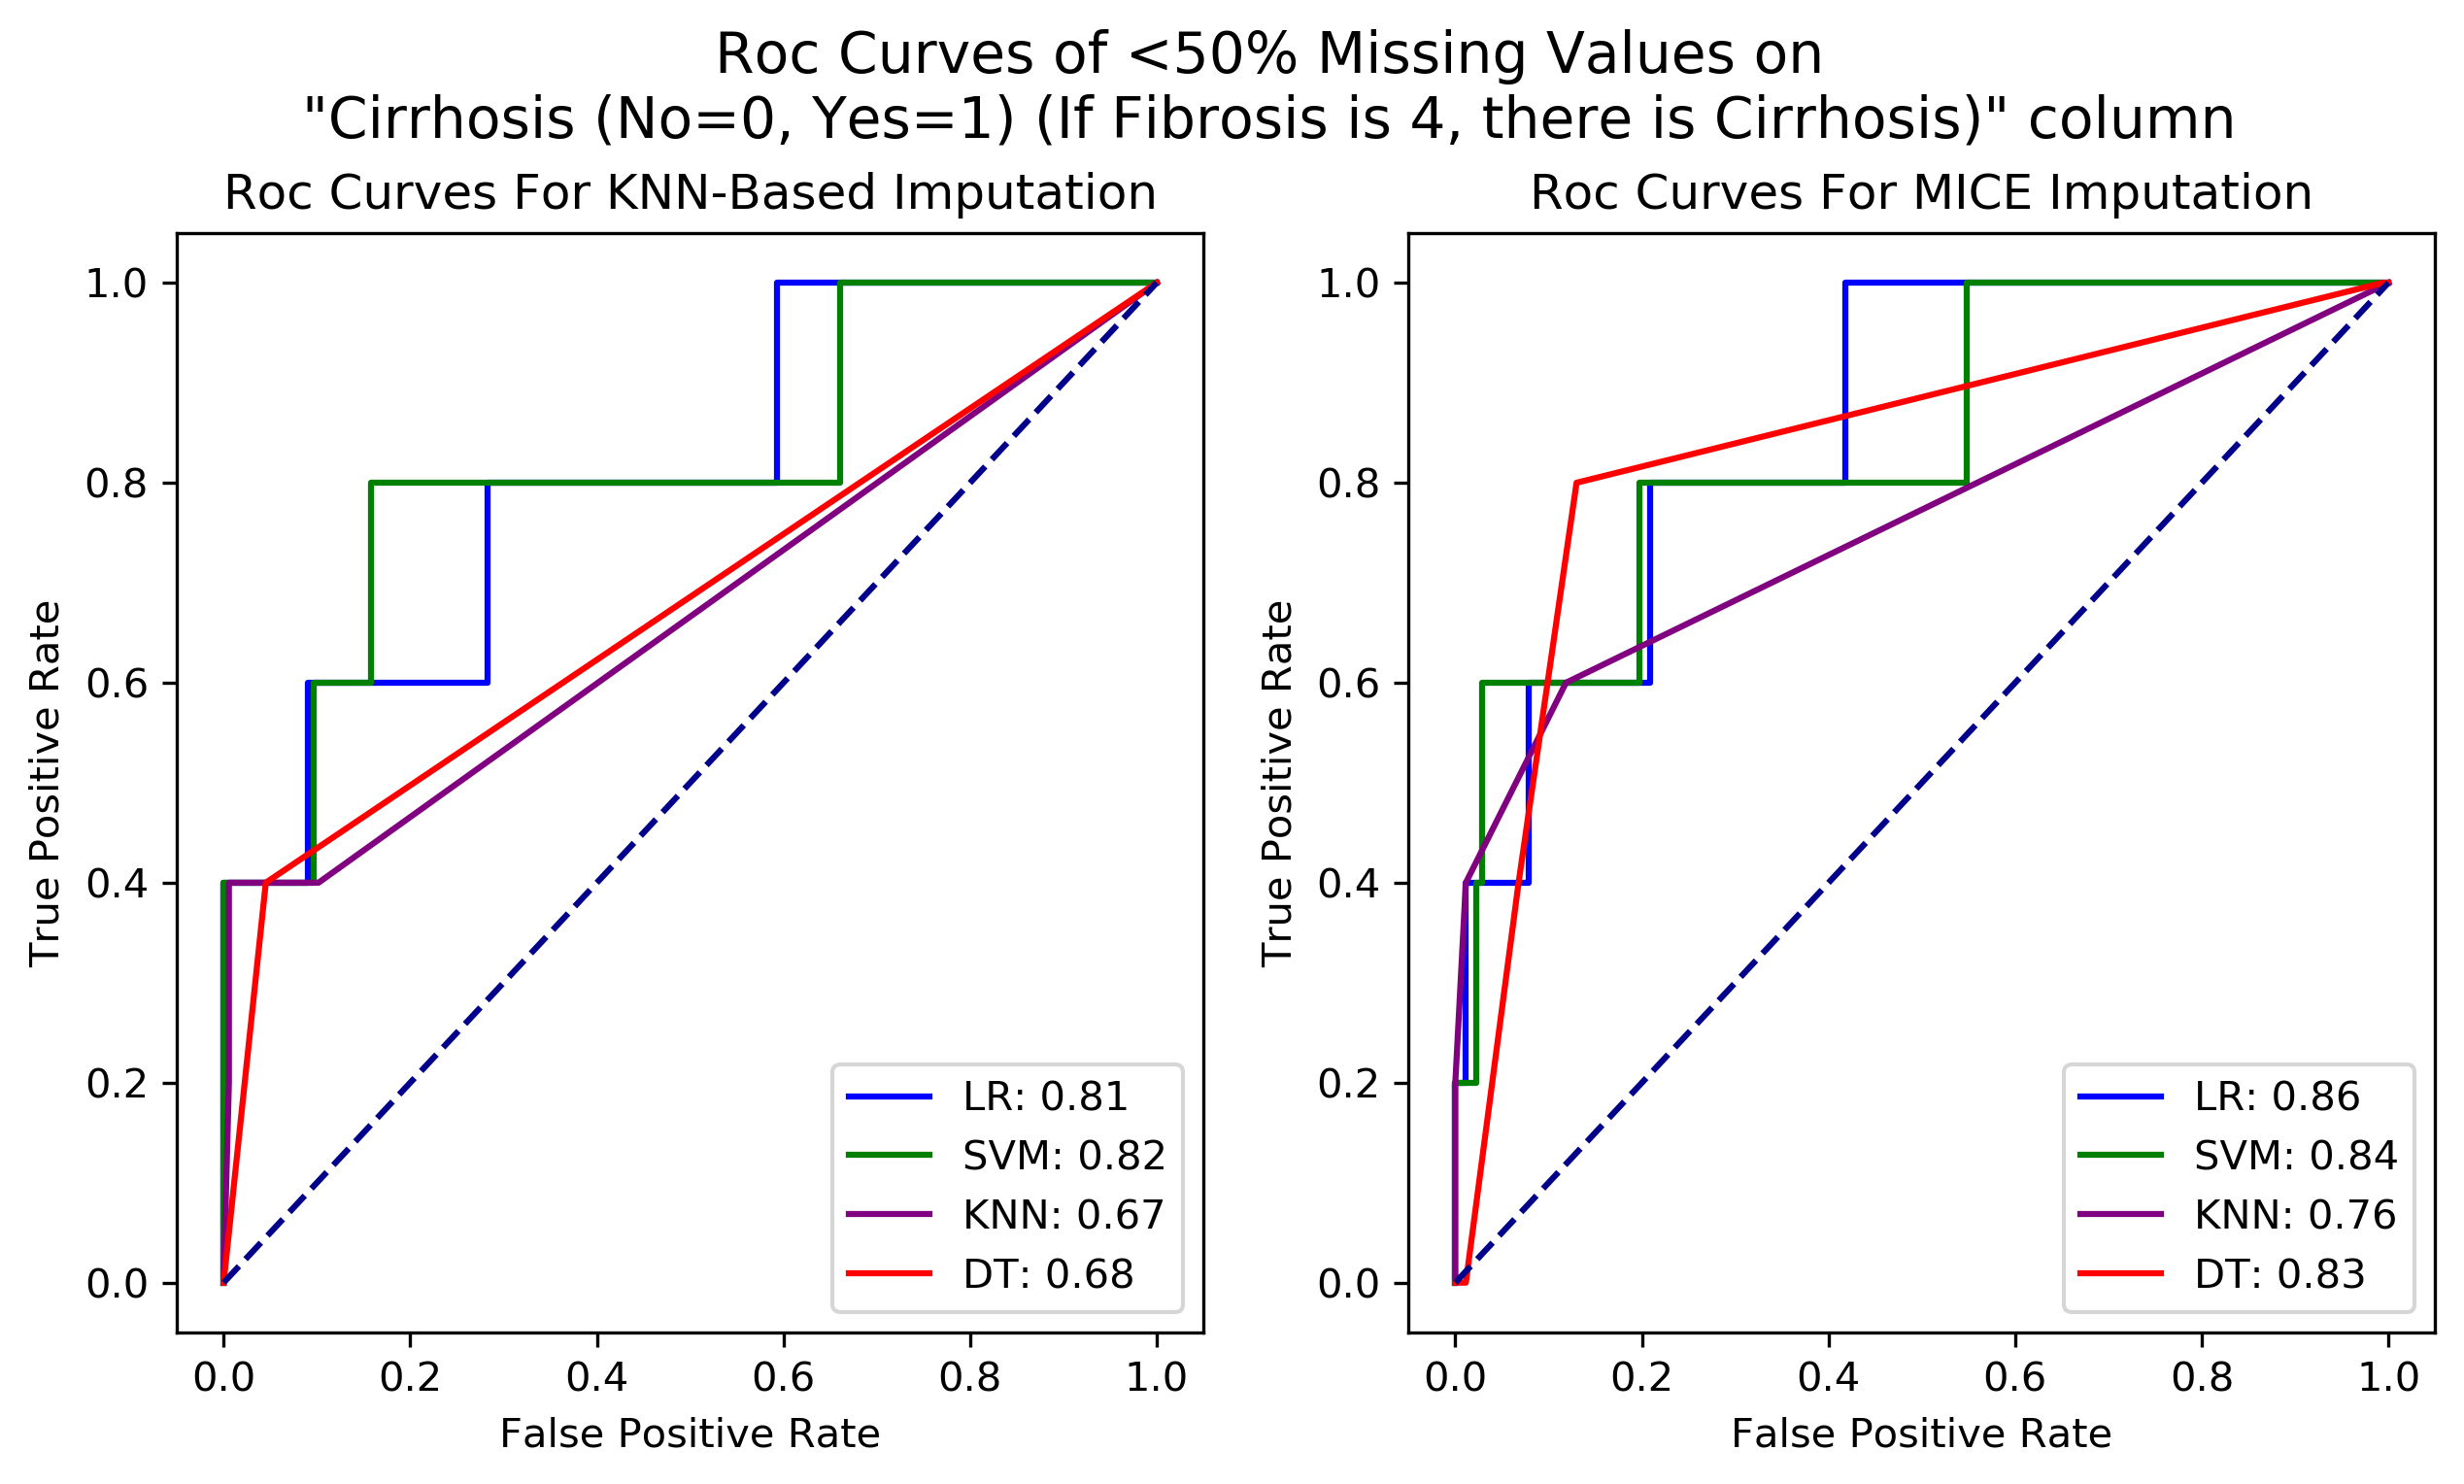 Roc Curves of <50% Missing Values on
"Cirrhosis (No=0, Yes=1) (If Fibrosis is 4, there is Cirrhosis)" column
Roc Curves For KNN-Based Imputation
1.0
0.8
0.6
0.4
0.2
0.0
True Positive Rate
0.0 0.2 0.4 0.6 0.8 1.0
False Positive Rate
LR: 0.81
SVM: 0.82
KNN: 0.67
DT: 0.68
Roc Curves For MICE Imputation
1.0
0.8
0.6
0.4
0.2
0.0
True Positive Rate
0.0 0.2 0.4 0.6 0.8 1.0
False Positive Rate
LR: 0.86
SVM: 0.84
KNN: 0.76
DT: 0.83